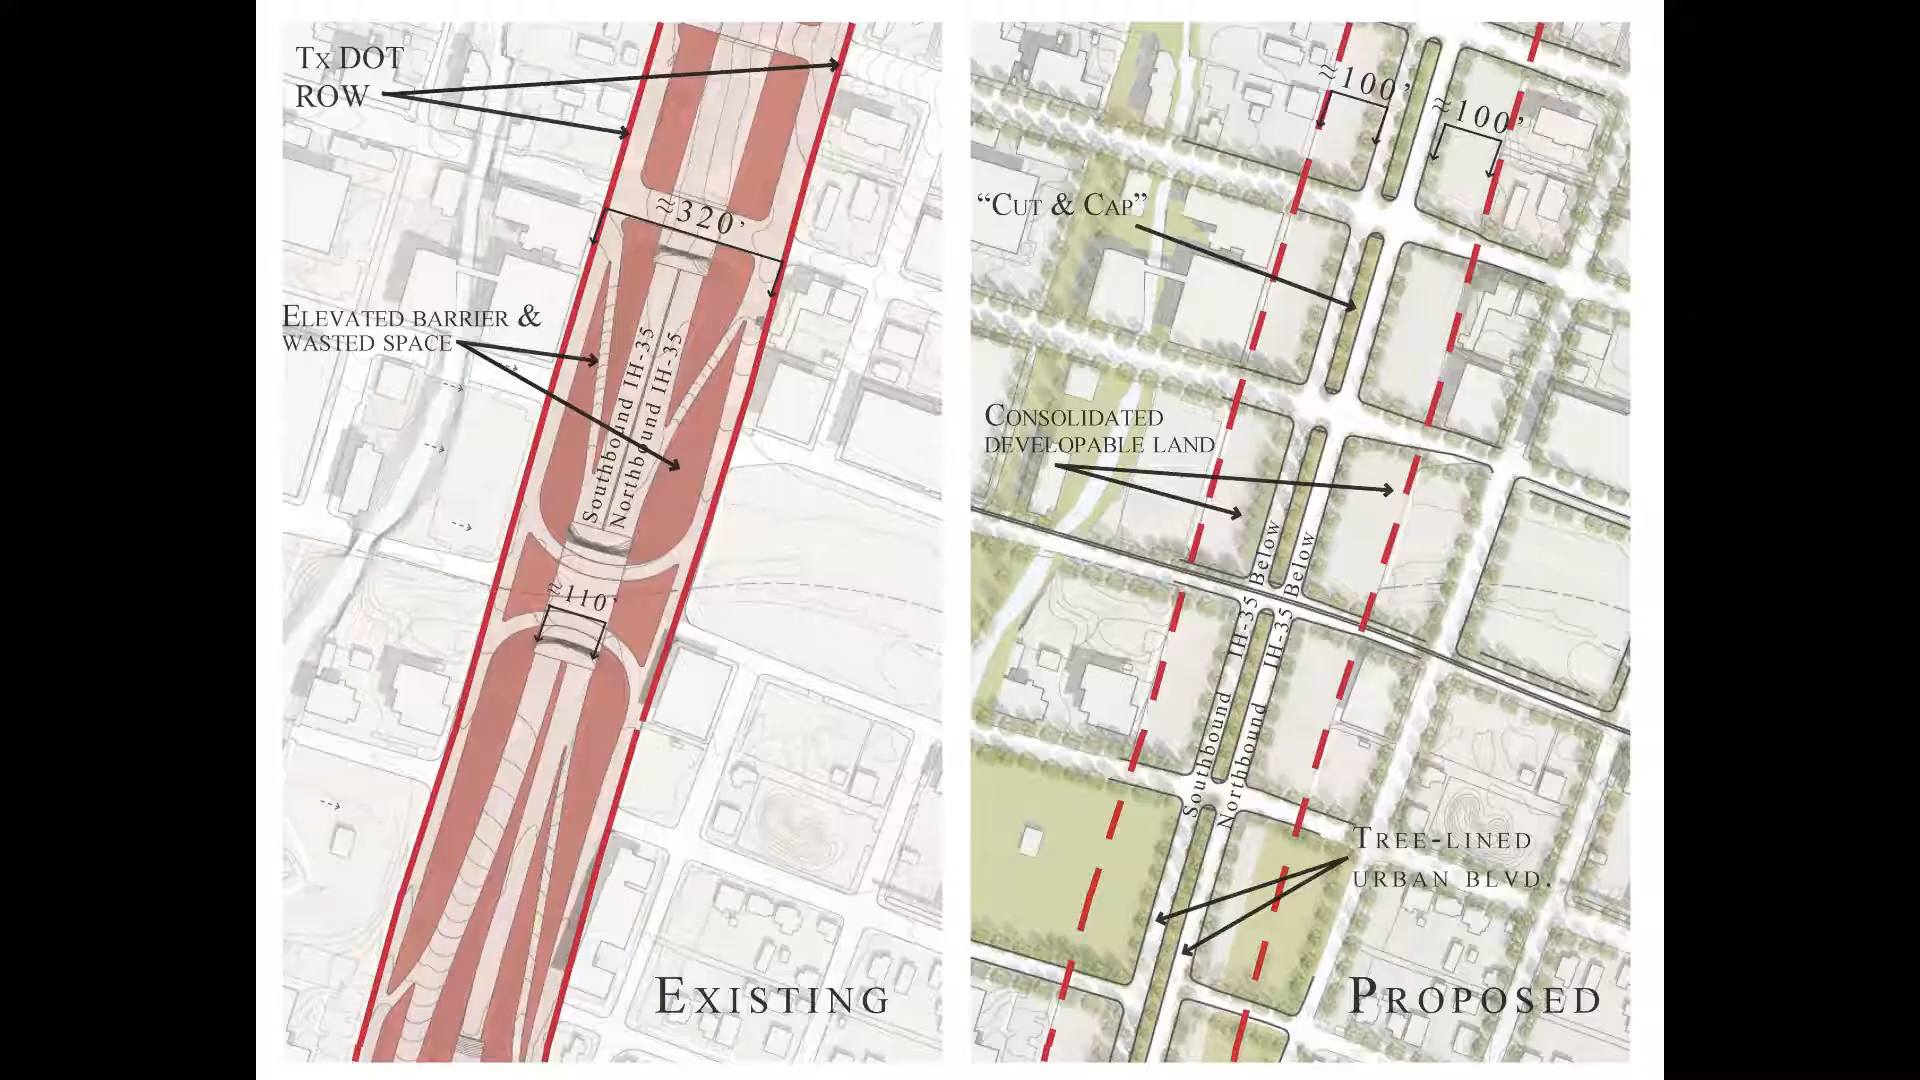 Tx DOT
ROW
≈320'
ELEVATED BARRIER &
WASTED SPACE
Southbound IH-35
Northbound IH-35
≈110'
EXISTING
≈100'
≈100'
“CUT & CAP”
CONSOLIDATED
DEVELOPABLE LAND
Southbound IH-35 Below
Northbound IH-35 Below
TREE-LINED
URBAN BLVD.
PROPOSED